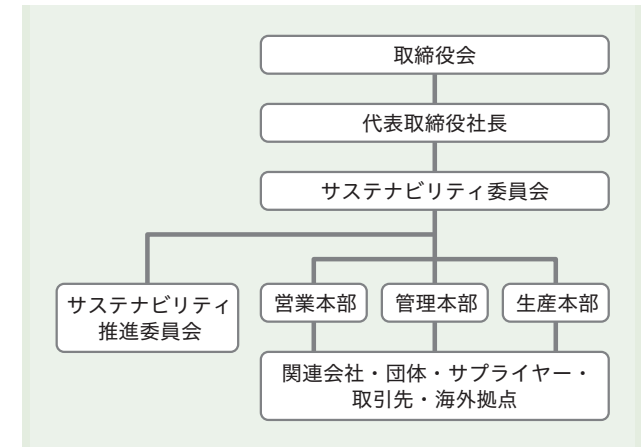 取締役会
代表取締役社長
サステナビリティ委員会
サステナビリティ
推進委員会
営業本部
管理本部
生産本部
関連会社・団体・サプライヤー・
取引先・海外拠点